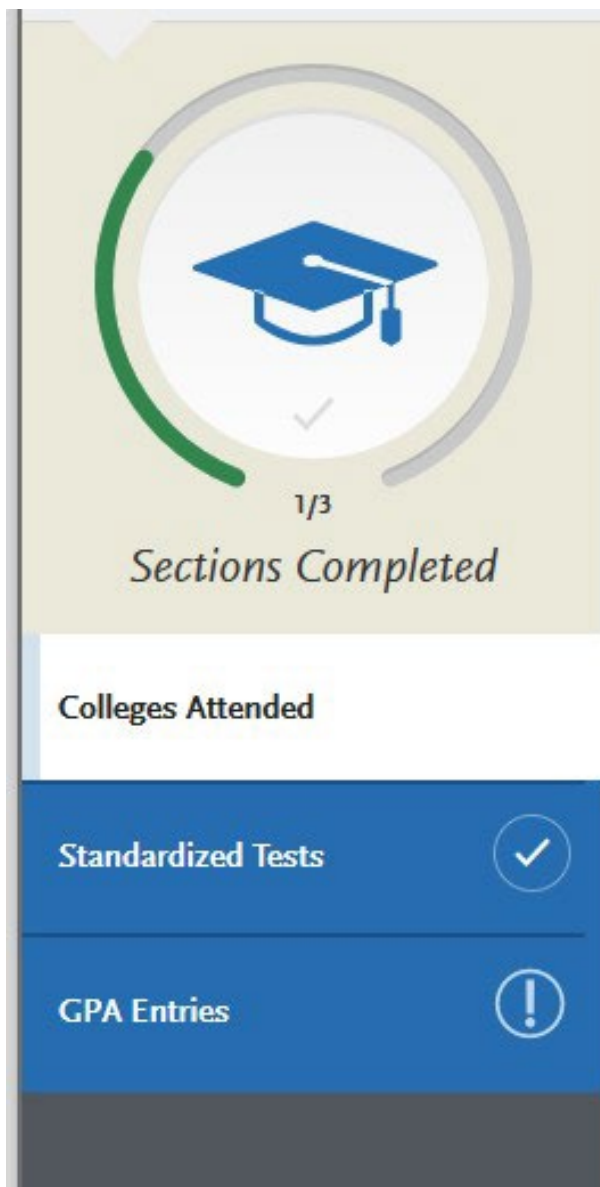 1/3
Sections Completed
Colleges Attended
Standardized Tests
GPA Entries